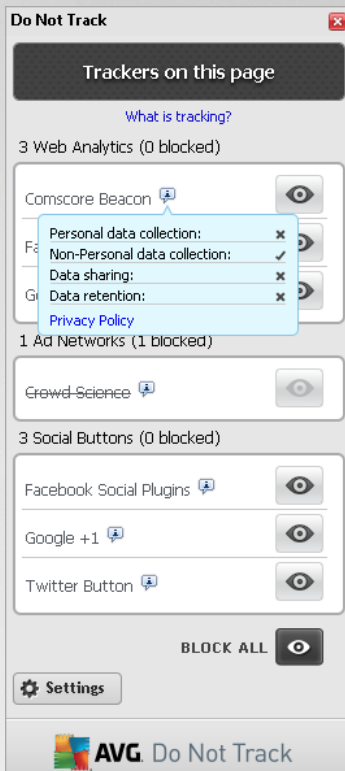 Do Not Track
Trackers on this page
What is tracking?
3 Web Analytics (0 blocked)
Comscore Beacon
Personal data collection:
Non-Personal data collection:
Data sharing:
Data retention:
Privacy Policy
Fa
G
1 Ad Networks (1 blocked)
Crowd Science
3 Social Buttons (0 blocked)
Facebook Social Plugins
Google +1
Twitter Button
BLOCK ALL
Settings
AVG. Do Not Track